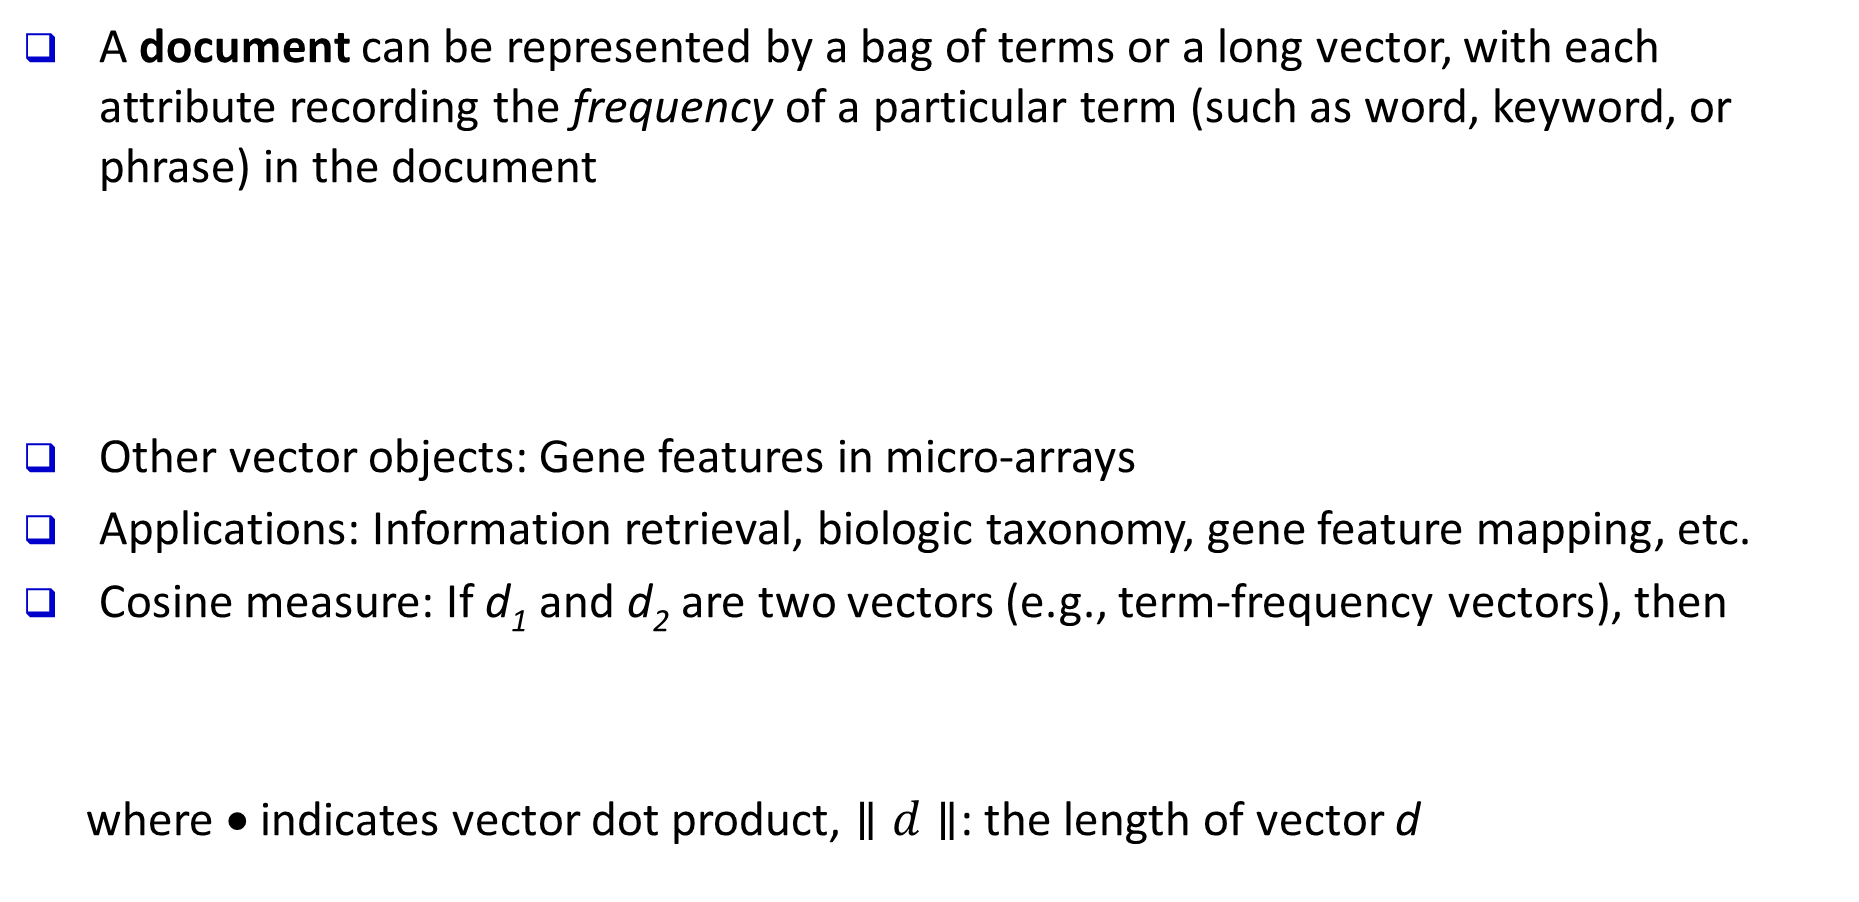 ❑ A document can be represented by a bag of terms or a long vector, with each
attribute recording the frequency of a particular term (such as word, keyword, or
phrase) in the document
❑ Other vector objects: Gene features in micro-arrays
❑ Applications: Information retrieval, biologic taxonomy, gene feature mapping, etc.
❑ Cosine measure: If d₁ and d₂ are two vectors (e.g., term-frequency vectors), then
where • indicates vector dot product, ‖ d ‖: the length of vector d